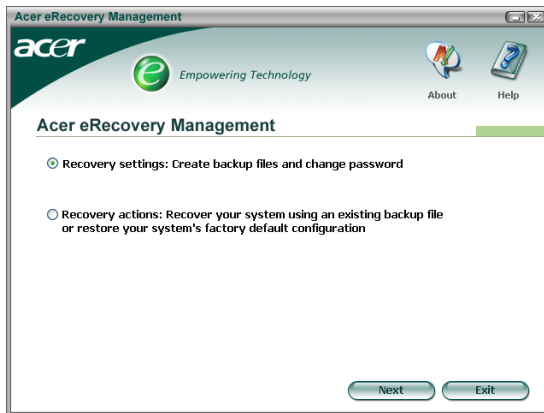 Acer eRecovery Management
acer
e Empowering Technology
About
Help
Acer eRecovery Management
Recovery settings: Create backup files and change password
Recovery actions: Recover your system using an existing backup file
or restore your system's factory default configuration
Next
Exit